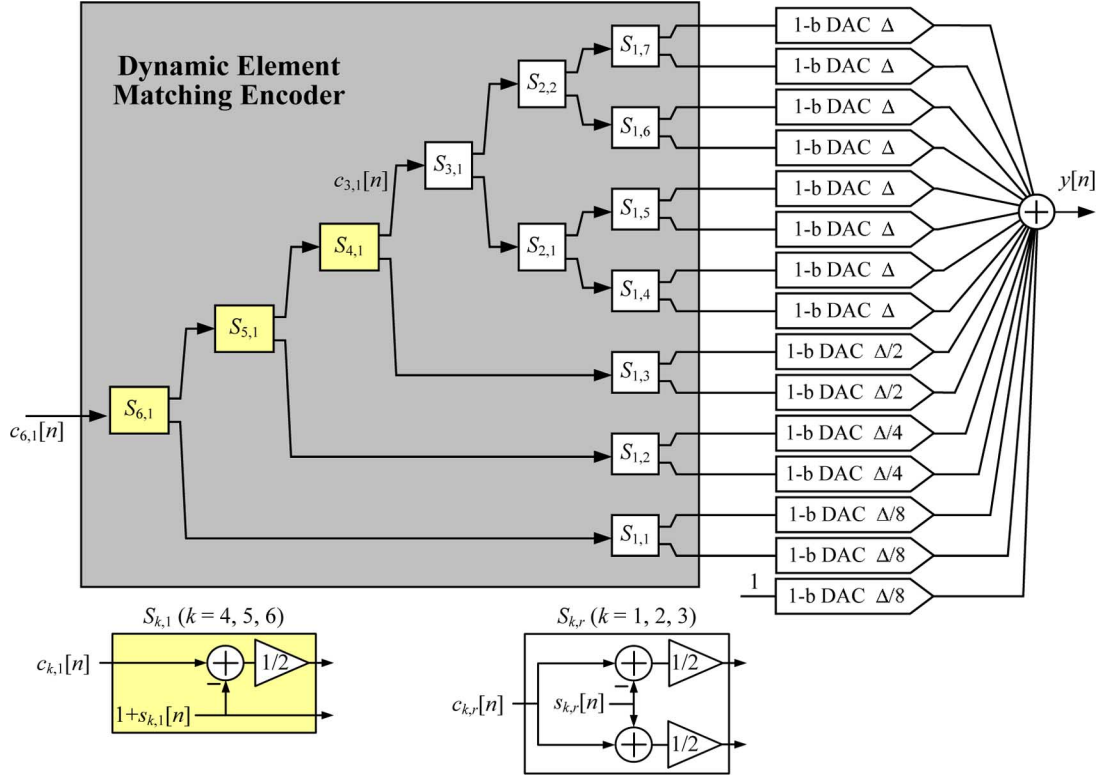 Dynamic Element
Matching Encoder
S1,7
S2,2
S1,6
S3,1
c3,1[n]
S1,5
S4,1
S2,1
S1,4
S5,1
S1,3
S6,1
c6,1[n]
S1,2
S1,1
1-b DAC Δ
1-b DAC Δ
1-b DAC Δ
1-b DAC Δ
1-b DAC Δ
1-b DAC Δ
1-b DAC Δ
1-b DAC Δ
1-b DAC Δ/2
1-b DAC Δ/2
1-b DAC Δ/4
1-b DAC Δ/4
1-b DAC Δ/8
1-b DAC Δ/8
1
1-b DAC Δ/8
+
y[n]
Sk,1 (k = 4, 5, 6)
ck,1[n]
+
−
1/2
1+sk,1[n]
Sk,r (k = 1, 2, 3)
ck,r[n]
+
−
1/2
sk,r[n]
+
1/2